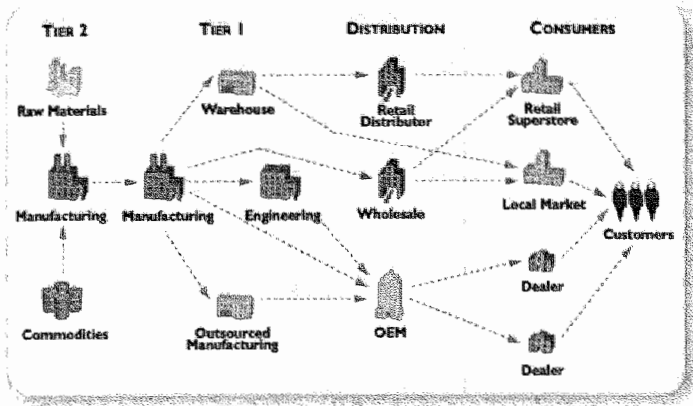 TIER 2
TIER 1
DISTRIBUTION
CONSUMERS
Raw Materials
Warehouse
Retail
Distributor
Retail
Superstore
Manufacturing
Manufacturing
Engineering
Wholesale
Local Market
Customers
Commodities
Outsourced
Manufacturing
OEM
Dealer
Dealer